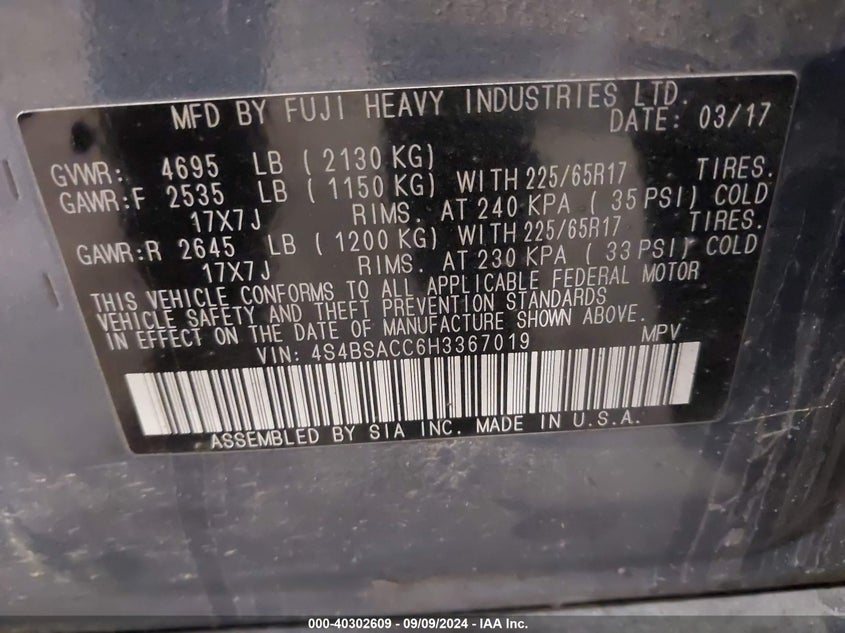 MFD BY FUJI HEAVY INDUSTRIES LTD.
DATE: 03/17
GVWR: 4695 LB ( 2130 KG)
GAWR:F 2535 LB ( 1150 KG) WITH 225/65R17 TIRES.
17X7J RIMS. AT 240 KPA ( 35 PSI) COLD
GAWR:R 2645 LB ( 1200 KG) WITH 225/65R17 TIRES.
17X7J RIMS. AT 230 KPA ( 33 PSI) COLD
THIS VEHICLE CONFORMS TO ALL APPLICABLE FEDERAL MOTOR
VEHICLE SAFETY AND THEFT PREVENTION STANDARDS
IN EFFECT ON THE DATE OF MANUFACTURE SHOWN ABOVE.
VIN: 4S4BSACC6H3367019 MPV
ASSEMBLED BY SIA INC. MADE IN U.S.A.
000-40302609 - 09/09/2024 - IAA Inc.